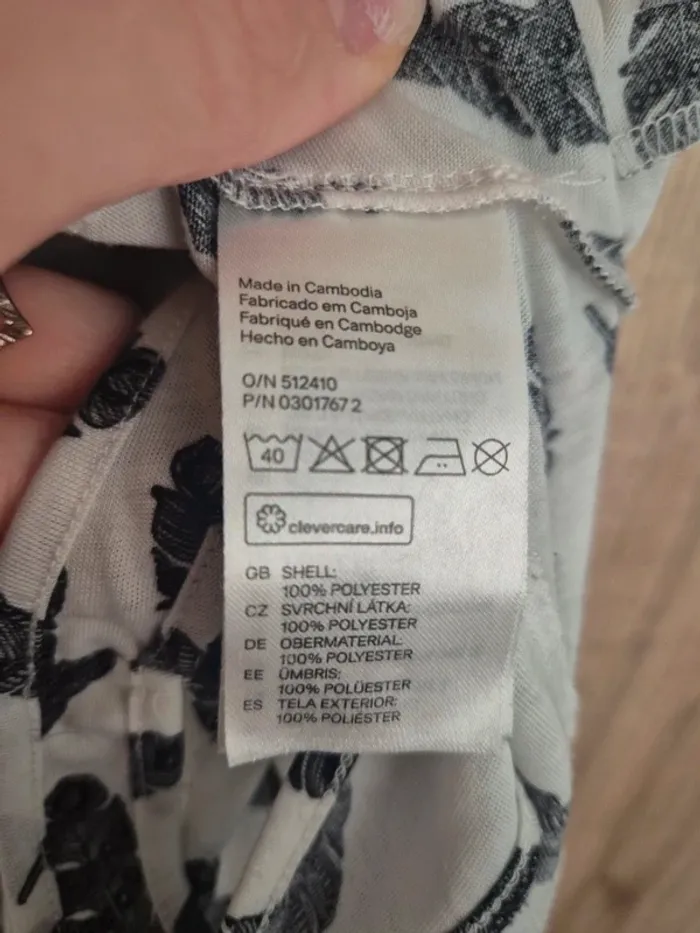 Made in Cambodia
Fabricado em Camboja
Fabriqué en Cambodge
Hecho en Camboya
O/N 512410
P/N 0301767 2
40
clevercare.info
GB SHELL:
100% POLYESTER
CZ SVRCHNÍ LÁTKA:
100% POLYESTER
DE OBERMATERIAL:
100% POLYESTER
EE ÜMBRIS:
100% POLÜESTER
ES TELA EXTERIOR:
100% POLIÉSTER